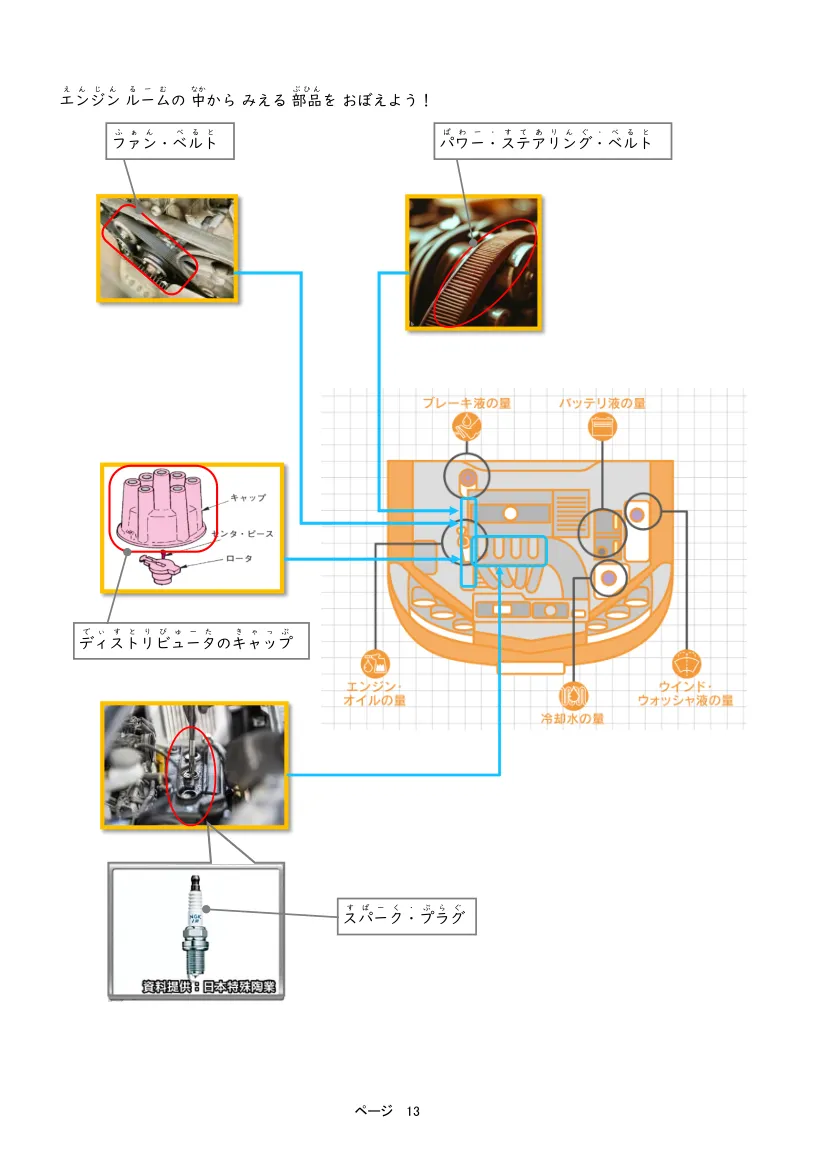 えんじん るーむ なか ぶひん
エンジン ルームの 中から みえる 部品を おぼえよう！
ふぁん・べると
ファン・ベルト
ぱわー・すてありんぐ・べると
パワー・ステアリング・ベルト
ブレーキ液の量
バッテリ液の量
キャップ
センタ・ピース
ロータ
でぃすとりびゅーた きゃっぷ
ディストリビュータのキャップ
エンジン・
オイルの量
冷却水の量
ウインド・
ウォッシャ液の量
NGK
すぱーく・ぷらぐ
スパーク・プラグ
資料提供：日本特殊陶業
ページ 13